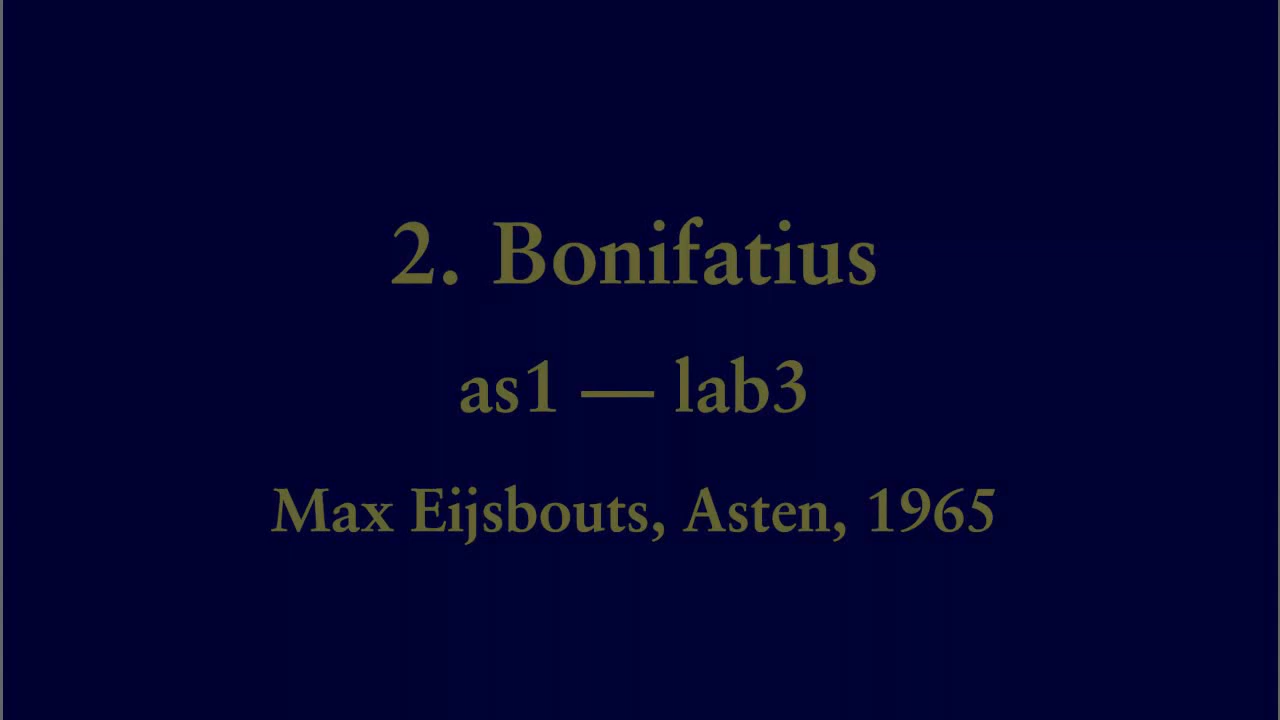 2. Bonifatius
as1 — lab3
Max Eijsbouts, Asten, 1965